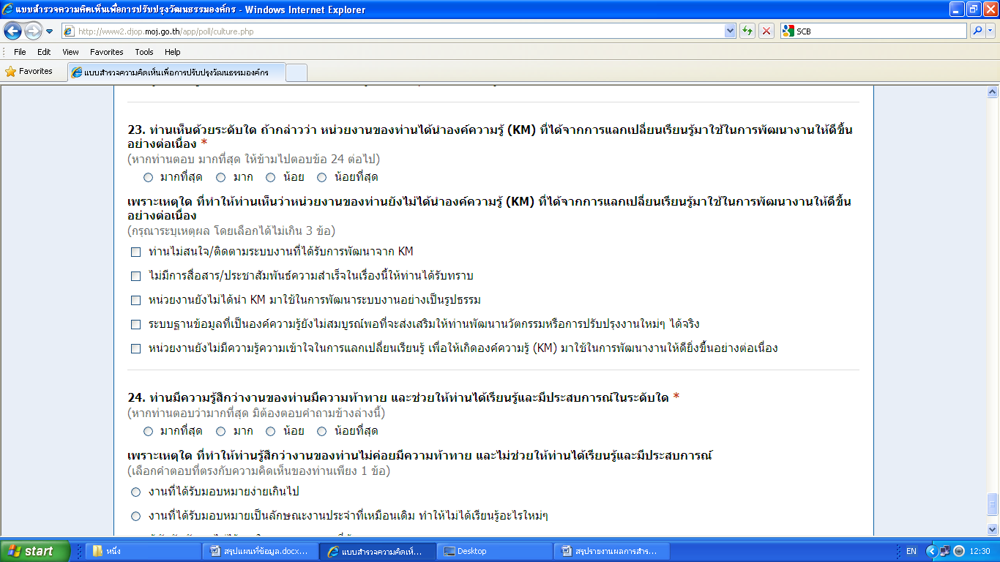 แบบสำรวจความคิดเห็นเพื่อการปรับปรุงวัฒนธรรมองค์กร - Windows Internet Explorer
http://www2.djop.moj.go.th/app/poll/culture.php
SCB
File Edit View Favorites Tools Help
Favorites
แบบสำรวจความคิดเห็นเพื่อการปรับปรุงวัฒนธรรมองค์กร
23. ท่านเห็นด้วยระดับใด ถ้ากล่าวว่า หน่วยงานของท่านได้นำองค์ความรู้ (KM) ที่ได้จากการแลกเปลี่ยนเรียนรู้มาใช้ในการพัฒนางานให้ดีขึ้น
อย่างต่อเนื่อง *
(หากท่านตอบ มากที่สุด ให้ข้ามไปตอบข้อ 24 ต่อไป)
มากที่สุด มาก น้อย น้อยที่สุด
เพราะเหตุใด ที่ทำให้ท่านเห็นว่าหน่วยงานของท่านยังไม่ได้นำองค์ความรู้ (KM) ที่ได้จากการแลกเปลี่ยนเรียนรู้มาใช้ในการพัฒนางานให้ดีขึ้น
อย่างต่อเนื่อง
(กรุณาระบุเหตุผล โดยเลือกได้ไม่เกิน 3 ข้อ)
ท่านไม่สนใจ/ติดตามระบบงานที่ได้รับการพัฒนาจาก KM
ไม่มีการสื่อสาร/ประชาสัมพันธ์ความสำเร็จในเรื่องนี้ให้ท่านได้รับทราบ
หน่วยงานยังไม่ได้นำ KM มาใช้ในการพัฒนาระบบงานอย่างเป็นรูปธรรม
ระบบฐานข้อมูลที่เป็นองค์ความรู้ยังไม่สมบูรณ์พอที่จะส่งเสริมให้ท่านพัฒนานวัตกรรมหรือการปรับปรุงงานใหม่ๆ ได้จริง
หน่วยงานยังไม่มีความรู้ความเข้าใจในการแลกเปลี่ยนเรียนรู้ เพื่อให้เกิดองค์ความรู้ (KM) มาใช้ในการพัฒนางานให้ดียิ่งขึ้นอย่างต่อเนื่อง
24. ท่านมีความรู้สึกว่างานของท่านมีความท้าทาย และช่วยให้ท่านได้เรียนรู้และมีประสบการณ์ในระดับใด *
(หากท่านตอบว่ามากที่สุด มิต้องตอบคำถามข้างล่างนี้)
มากที่สุด มาก น้อย น้อยที่สุด
เพราะเหตุใด ที่ทำให้ท่านรู้สึกว่างานของท่านไม่ค่อยมีความท้าทาย และไม่ช่วยให้ท่านได้เรียนรู้และมีประสบการณ์
(เลือกคำตอบที่ตรงกับความคิดเห็นของท่านเพียง 1 ข้อ)
งานที่ได้รับมอบหมายง่ายเกินไป
งานที่ได้รับมอบหมายเป็นลักษณะงานประจำที่เหมือนเดิม ทำให้ไม่ได้เรียนรู้อะไรใหม่ๆ
start หนึ่ง สรุปแผนที่ข้อมูล.docx... แบบสำรวจความคิดเห็... Desktop สรุปรายงานผลการสำร... EN 12:30